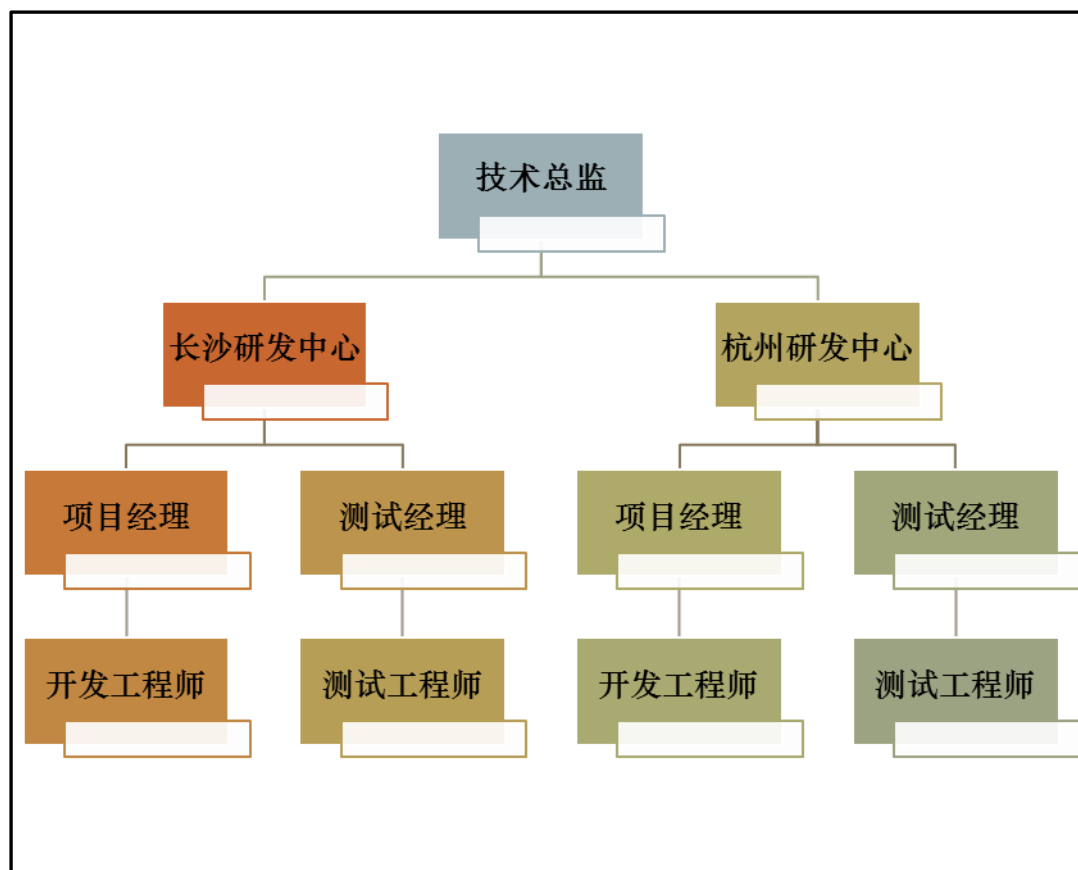 技术总监
长沙研发中心
杭州研发中心
项目经理
测试经理
项目经理
测试经理
开发工程师
测试工程师
开发工程师
测试工程师